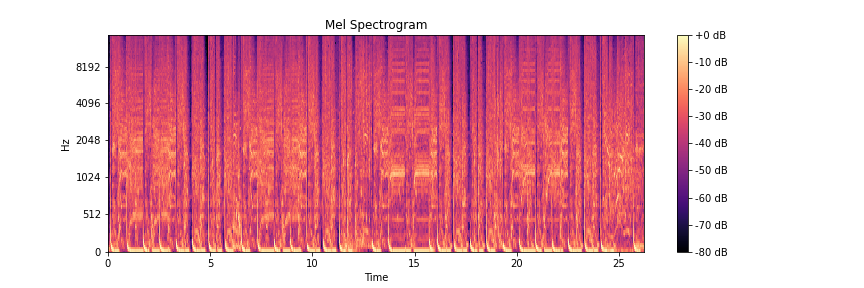 Mel Spectrogram
Hz
8192
4096
2048
1024
512
0
0 5 10 15 20 25
Time
+0 dB
-10 dB
-20 dB
-30 dB
-40 dB
-50 dB
-60 dB
-70 dB
-80 dB